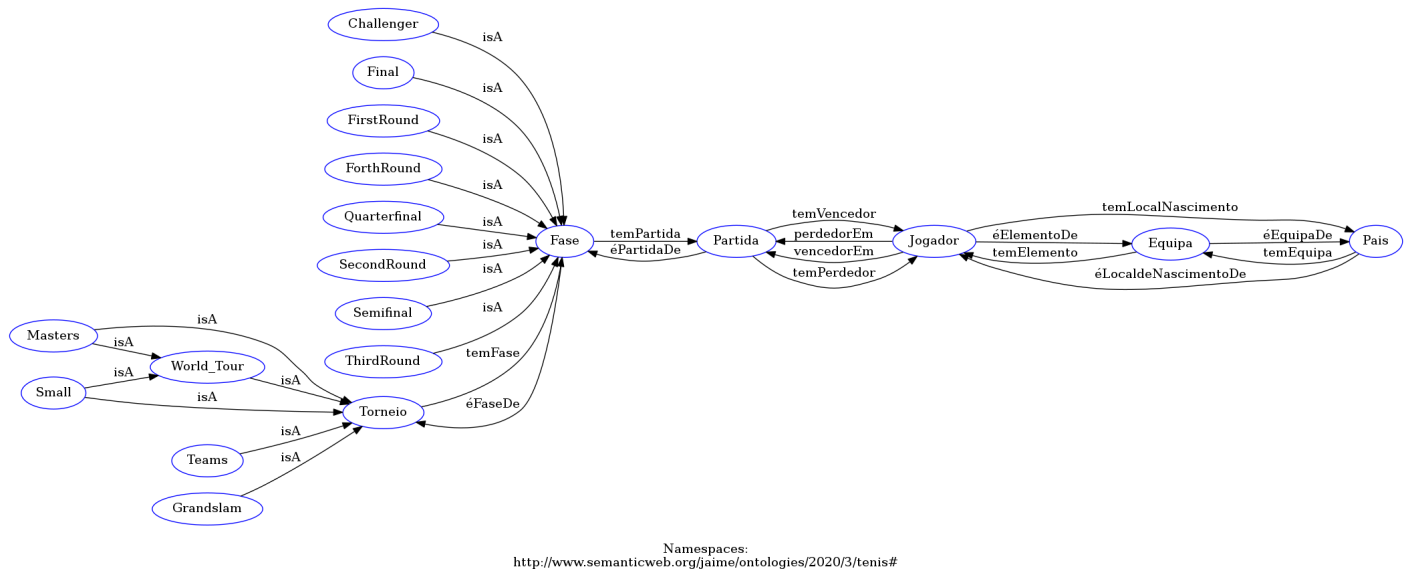 Challenger
isA
Final
isA
FirstRound
isA
ForthRound
isA
Quarterfinal
isA
SecondRound
isA
Semifinal
isA
ThirdRound
isA
Fase
temPartida
éPartidaDe
Partida
temVencedor
perdedorEm
vencedorEm
temPerdedor
Jogador
temLocalNascimento
éElementoDe
temElemento
éLocaldeNascimentoDe
Equipa
éEquipaDe
temEquipa
Pais
Masters
isA
isA
Small
isA
isA
World_Tour
isA
temFase
éFaseDe
Torneio
Teams
isA
Grandslam
isA
Namespaces:
http://www.semanticweb.org/jaime/ontologies/2020/3/tenis#